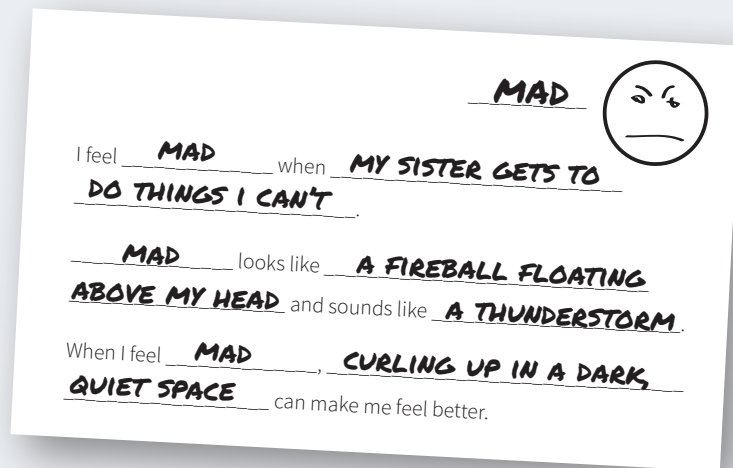 MAD
I feel MAD when MY SISTER GETS TO
DO THINGS I CAN'T.
MAD looks like A FIREBALL FLOATING
ABOVE MY HEAD and sounds like A THUNDERSTORM.
When I feel MAD, CURLING UP IN A DARK,
QUIET SPACE can make me feel better.